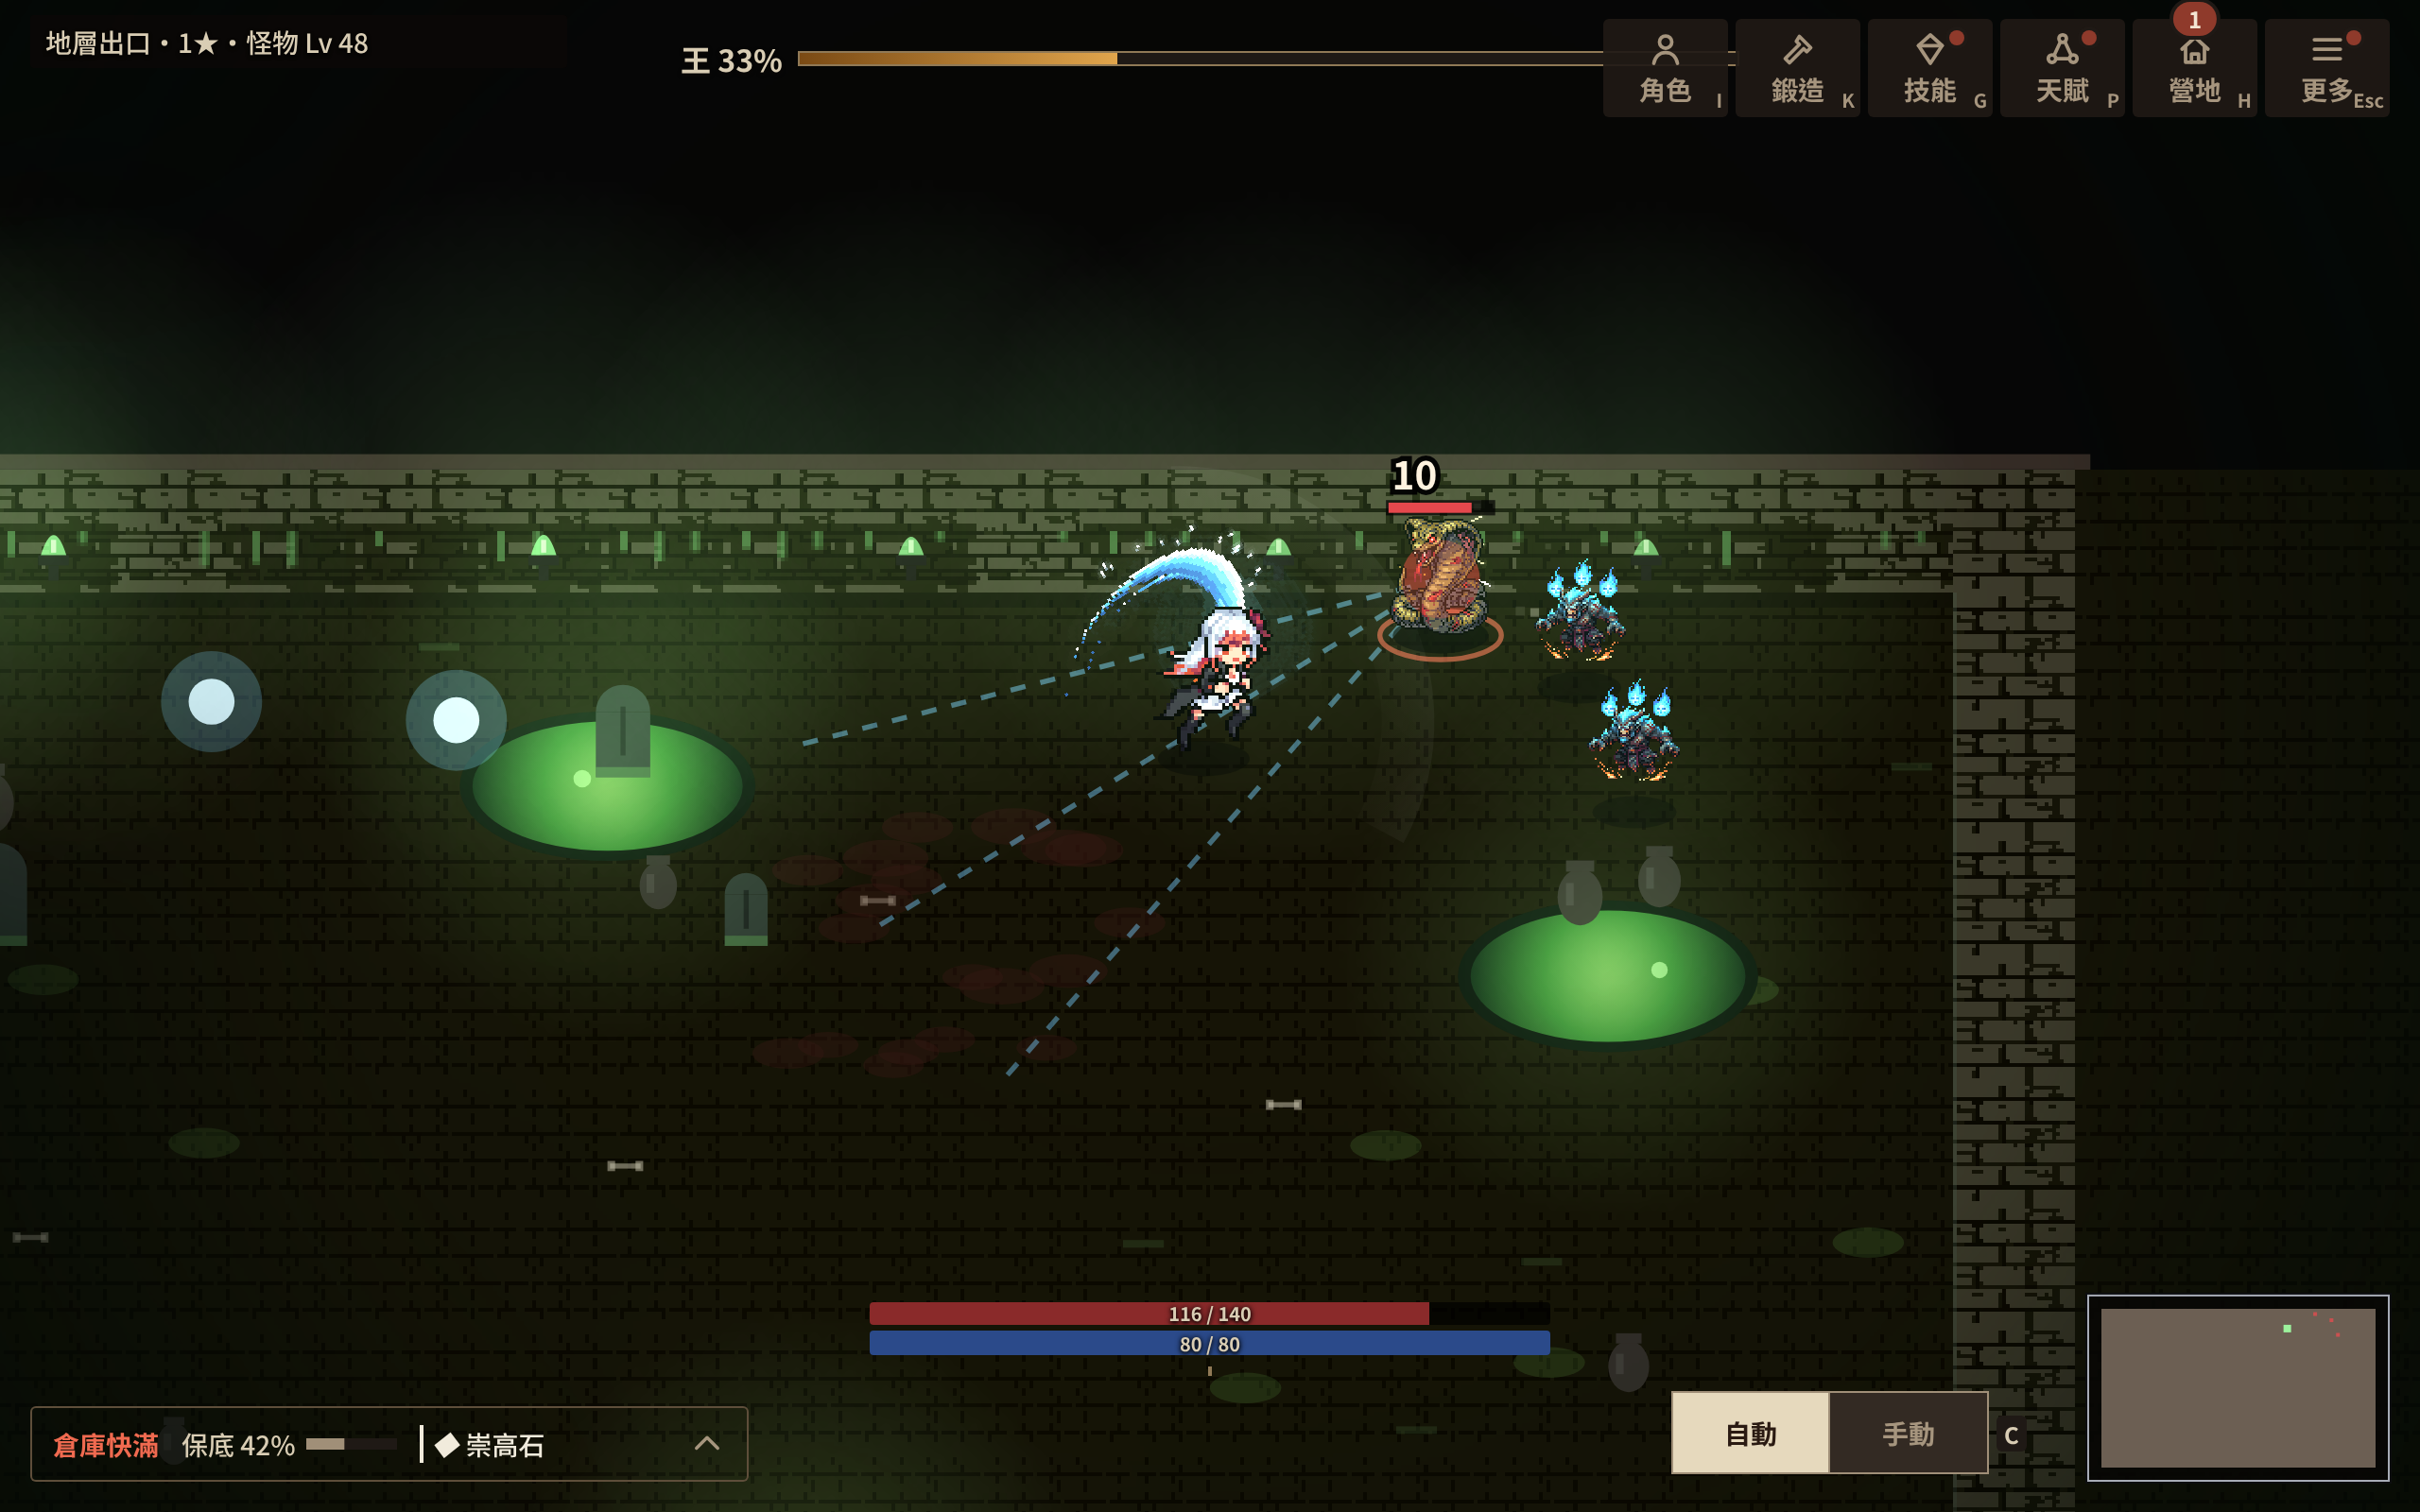 地層出口・1★・怪物 Lv 48
王 33%
1
角色 I
鍛造 K
技能 G
天賦 P
營地 H
更多 Esc
10
116 / 140
80 / 80
倉庫快滿 保底 42% 崇高石
自動 手動 C